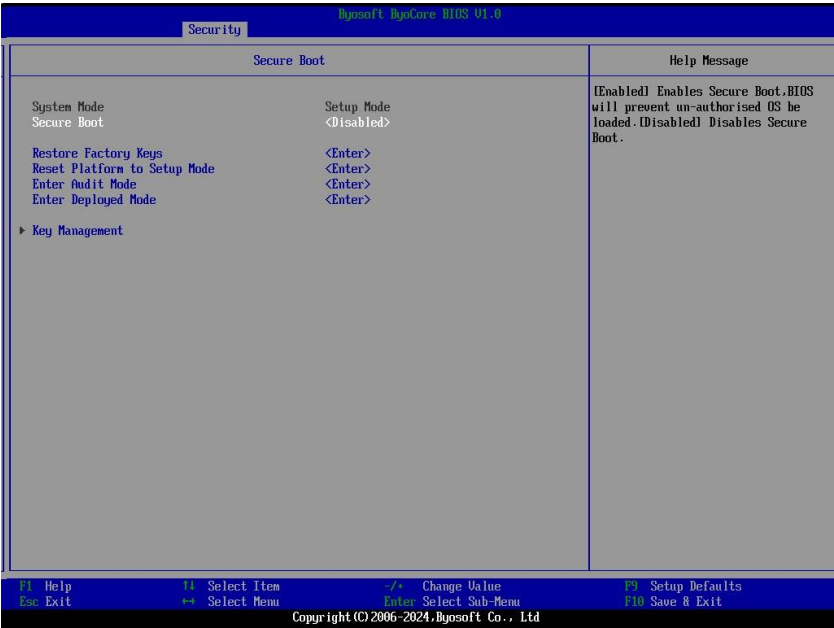 Byosoft ByoCore BIOS V1.0
Security
Secure Boot
Help Message
System Mode Setup Mode
Secure Boot <Disabled>
Restore Factory Keys <Enter>
Reset Platform to Setup Mode <Enter>
Enter Audit Mode <Enter>
Enter Deployed Mode <Enter>
Key Management
[Enabled] Enables Secure Boot,BIOS
will prevent un-authorised OS be
loaded.[Disabled] Disables Secure
Boot.
F1 Help ↑↓ Select Item -/+ Change Value F9 Setup Defaults
Esc Exit ↔ Select Menu Enter Select Sub-Menu F10 Save & Exit
Copyright(C)2006-2024,Byosoft Co., Ltd